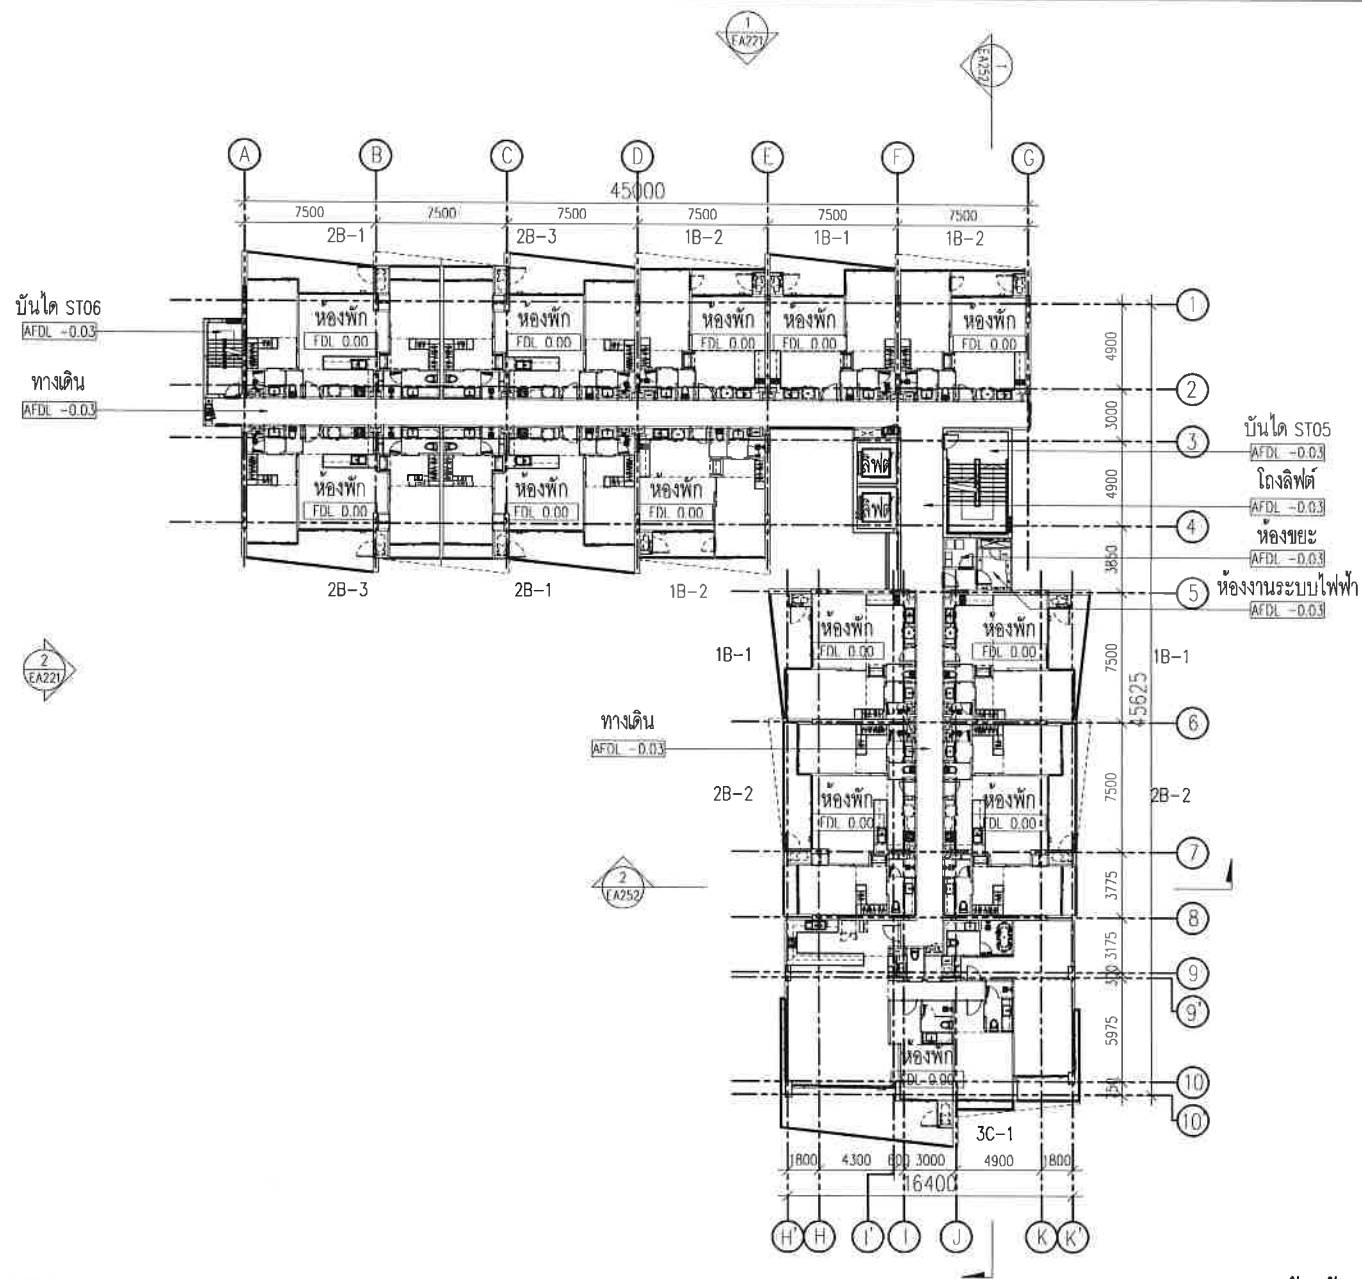 1
EA221
1
EA252
A
B
C
D
E
F
G
45000
7500
7500
7500
7500
7500
7500
2B-1
2B-3
1B-2
1B-1
1B-2
บันได ST06
AFDL -0.03
ทางเดิน
AFDL -0.03
ห้องพัก
FDL 0.00
ห้องพัก
FDL 0.00
ห้องพัก
FDL 0.00
ห้องพัก
FDL 0.00
ห้องพัก
FDL 0.00
1
4900
2
3000
3
4900
4
3850
5
บันได ST05
AFDL -0.03
โถงลิฟต์
AFDL -0.03
ห้องขยะ
AFDL -0.03
ห้องงานระบบไฟฟ้า
AFDL -0.03
ลิฟต์
ลิฟต์
ห้องพัก
FDL 0.00
ห้องพัก
FDL 0.00
ห้องพัก
FDL 0.00
2B-3
2B-1
1B-2
2
EA221
1B-1
ห้องพัก
FDL 0.00
ห้องพัก
FDL 0.00
7500
45625
1B-1
ทางเดิน
AFDL -0.03
6
2B-2
ห้องพัก
FDL 0.00
ห้องพัก
FDL 0.00
7500
2B-2
7
2
EA252
3775
8
3175
9
300
9'
5975
ห้องพัก
FDL 0.00
10
10'
3C-1
1800
4300
600
3000
4900
1800
16400
H'
H
I'
I
J
K
K'